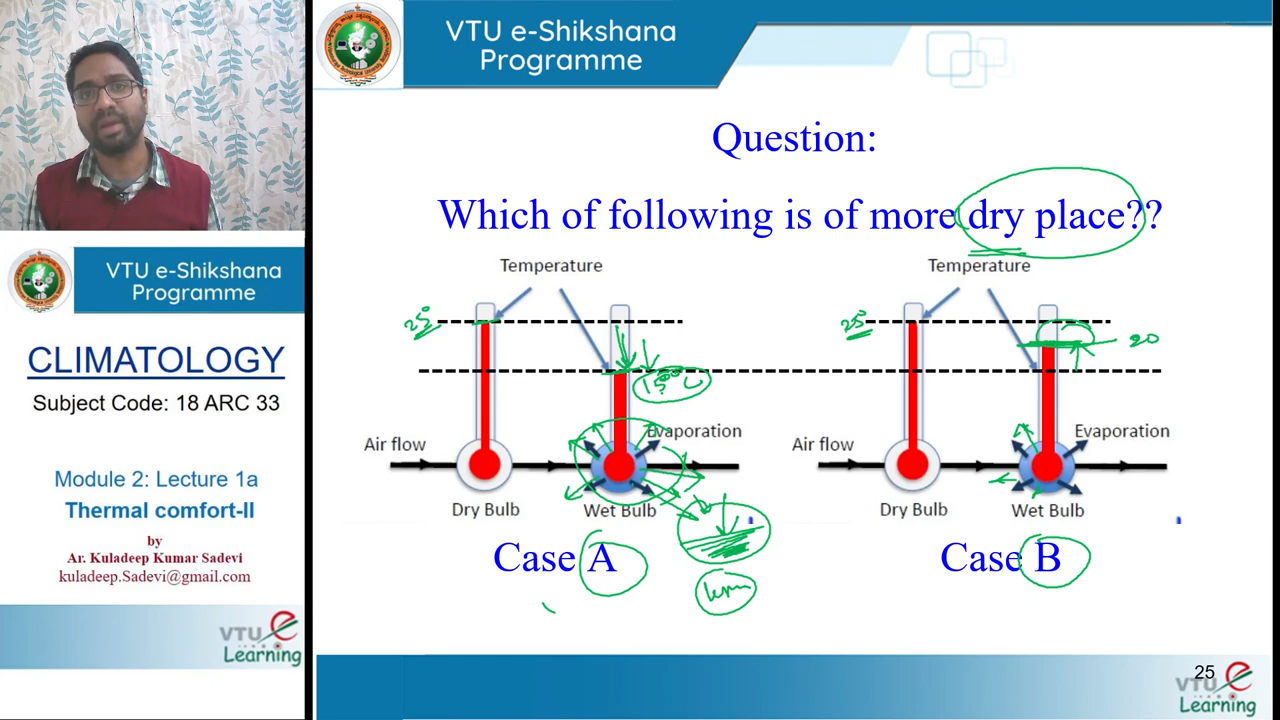 VTU e-Shikshana
Programme
Question:
Which of following is of more dry place??
VTU e-Shikshana
Programme
CLIMATOLOGY
Subject Code: 18 ARC 33
Module 2: Lecture 1a
Thermal comfort-II
by
Ar. Kuladeep Kumar Sadevi
kuladeep.Sadevi@gmail.com
VTU e
Learning
Temperature
25°
15°C
Air flow
Evaporation
Dry Bulb
Wet Bulb
Case A
Temperature
25°
20
Air flow
Evaporation
Dry Bulb
Wet Bulb
Case B
25
VTU e
Learning